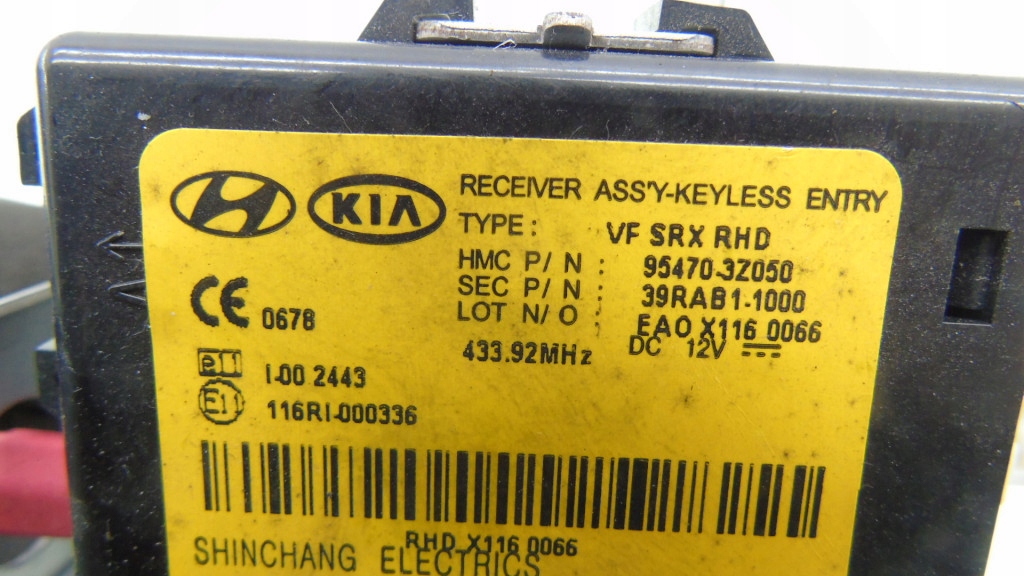 RECEIVER ASS'Y-KEYLESS ENTRY
KIA
TYPE : VF SRX RHD
HMC P/N : 95470-3Z050
SEC P/N : 39RAB1-1000
LOT N/O : EAO X116 0066
CE 0678
433.92MHz DC 12V
e11 I-00 2443
E11 116RI-000336
RHD X116 0066
SHINCHANG ELECTRICS